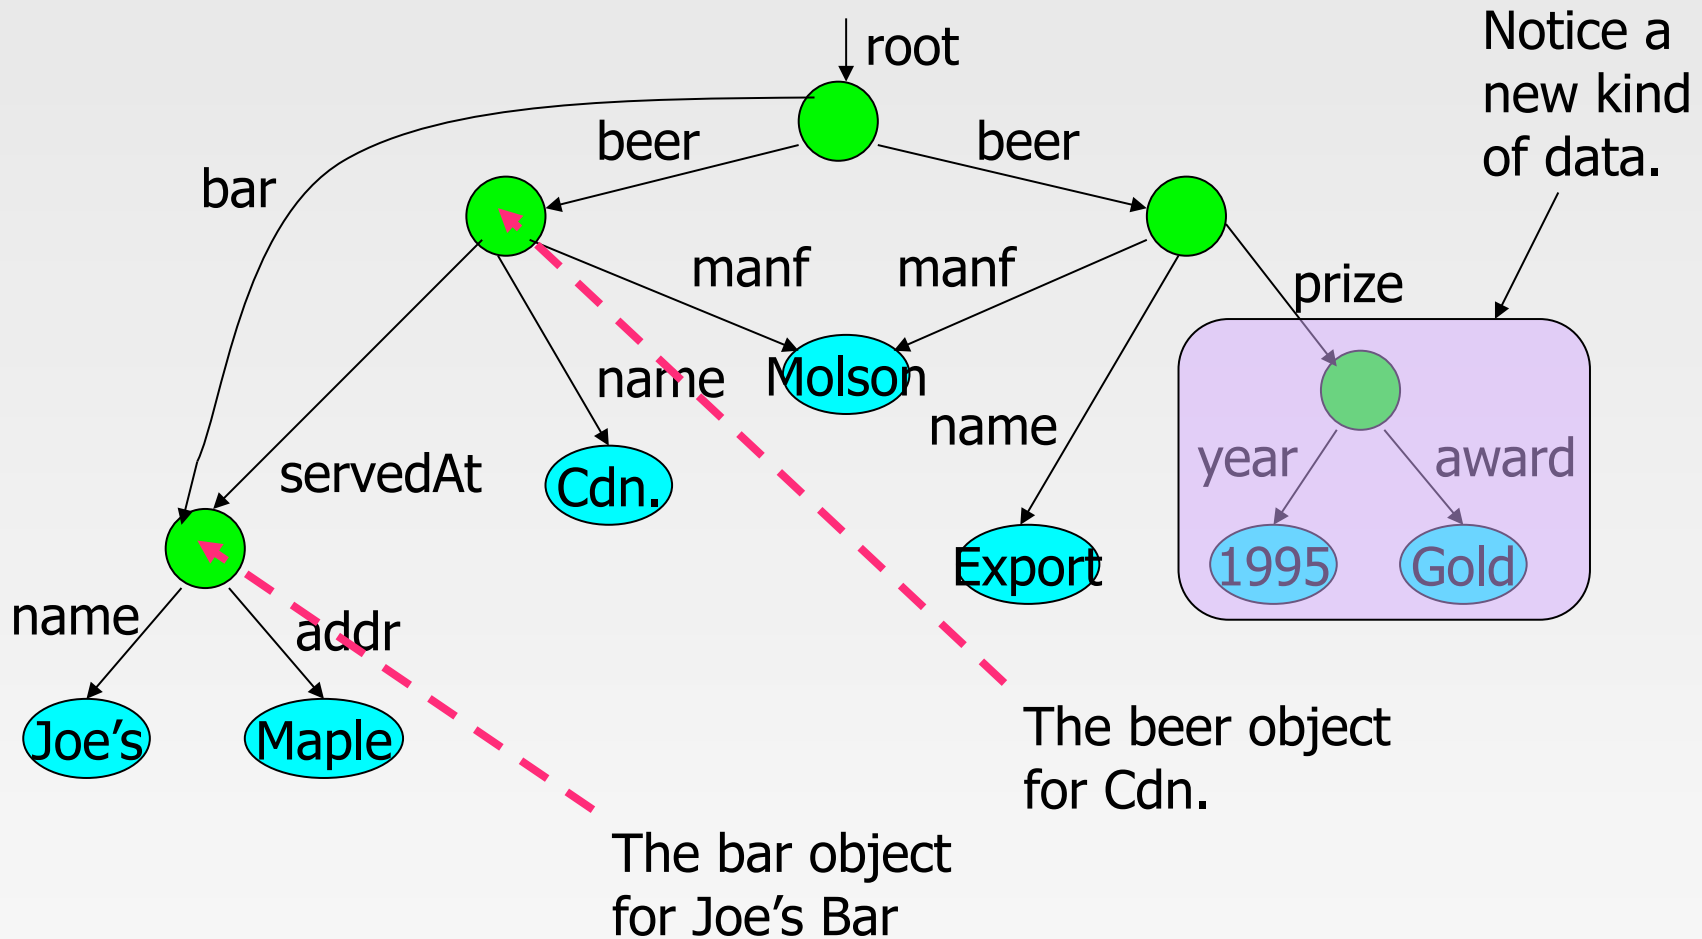 root
Notice a
new kind
of data.
beer
beer
bar
manf
manf
prize
name
Molson
name
year
award
servedAt
Cdn.
Export
1995
Gold
name
addr
Joe’s
Maple
The beer object
for Cdn.
The bar object
for Joe’s Bar